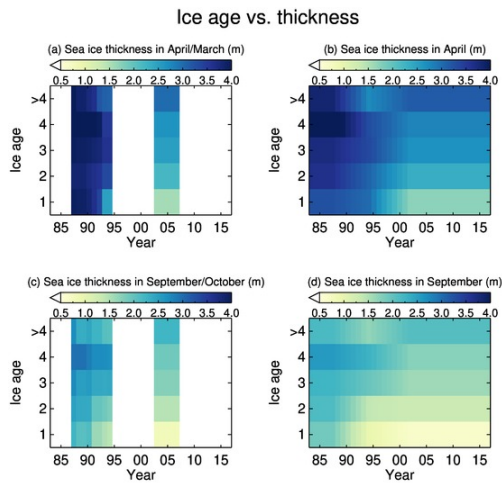 Ice age vs. thickness
(a) Sea ice thickness in April/March (m)
0.5 1.0 1.5 2.0 2.5 3.0 3.5 4.0
>4
4
3
2
1
Ice age
85 90 95 00 05 10 15
Year
(b) Sea ice thickness in April (m)
0.5 1.0 1.5 2.0 2.5 3.0 3.5 4.0
>4
4
3
2
1
Ice age
85 90 95 00 05 10 15
Year
(c) Sea ice thickness in September/October (m)
0.5 1.0 1.5 2.0 2.5 3.0 3.5 4.0
>4
4
3
2
1
Ice age
85 90 95 00 05 10 15
Year
(d) Sea ice thickness in September (m)
0.5 1.0 1.5 2.0 2.5 3.0 3.5 4.0
>4
4
3
2
1
Ice age
85 90 95 00 05 10 15
Year